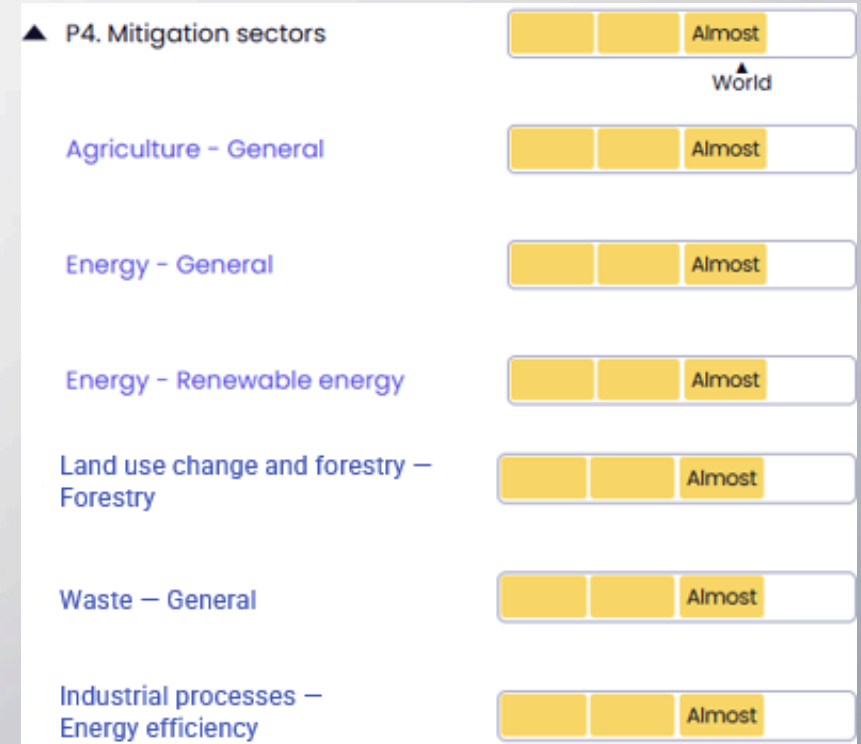 P4. Mitigation sectors
Almost
World
Agriculture - General
Almost
Energy - General
Almost
Energy - Renewable energy
Almost
Land use change and forestry —
Forestry
Almost
Waste — General
Almost
Industrial processes —
Energy efficiency
Almost